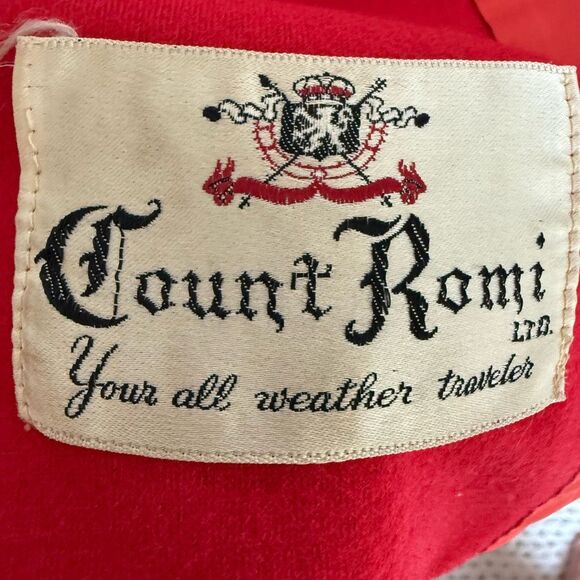 Count Romi
LTD.
Your all weather traveler